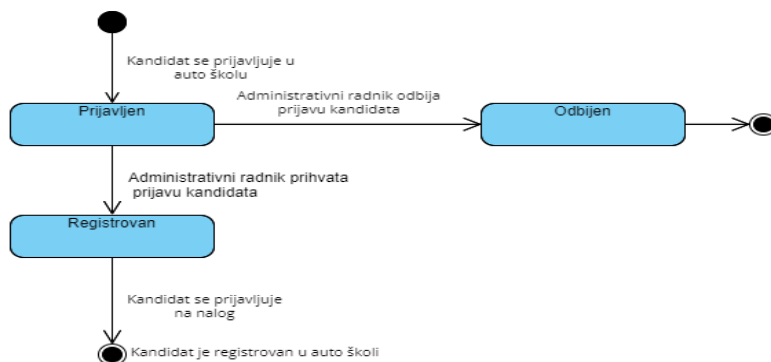 Kandidat se prijavljuje u
auto školu
Prijavljen
Administrativni radnik odbija
prijavu kandidata
Odbijen
Administrativni radnik prihvata
prijavu kandidata
Registrovan
Kandidat se prijavljuje
na nalog
Kandidat je registrovan u auto školi